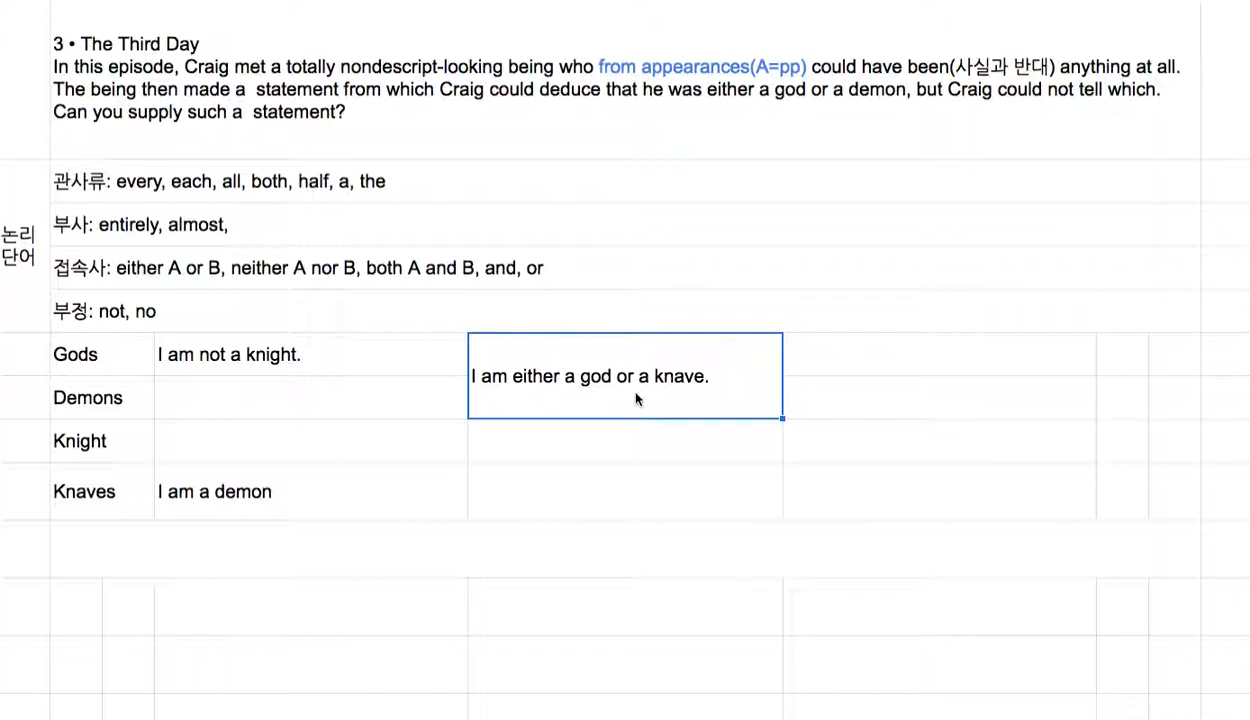 3 • The Third Day
In this episode, Craig met a totally nondescript-looking being who from appearances(A=pp) could have been(사실과 반대) anything at all.
The being then made a  statement from which Craig could deduce that he was either a god or a demon, but Craig could not tell which.
Can you supply such a  statement?
관사류: every, each, all, both, half, a, the
논리
단어
부사: entirely, almost,
접속사: either A or B, neither A nor B, both A and B, and, or
부정: not, no
Gods
I am not a knight.
I am either a god or a knave.
Demons
Knight
Knaves
I am a demon